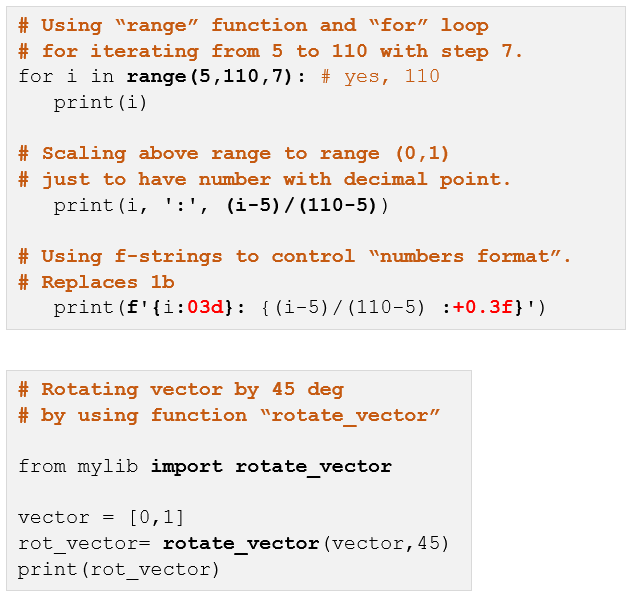 # Using “range” function and “for” loop
# for iterating from 5 to 110 with step 7.
for i in range(5,110,7): # yes, 110
   print(i)

# Scaling above range to range (0,1)
# just to have number with decimal point.
   print(i, ':', (i-5)/(110-5))

# Using f-strings to control “numbers format”.
# Replaces 1b
   print(f'{i:03d}: {(i-5)/(110-5) :+0.3f}')

# Rotating vector by 45 deg
# by using function “rotate_vector”

from mylib import rotate_vector

vector = [0,1]
rot_vector= rotate_vector(vector,45)
print(rot_vector)